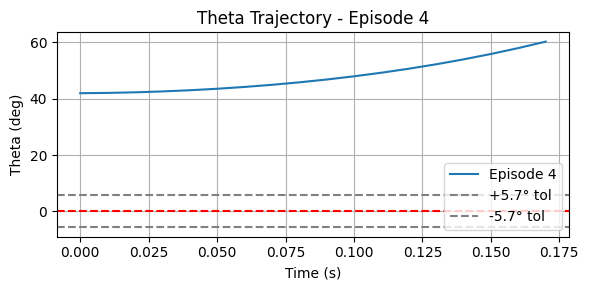 Theta Trajectory - Episode 4
Theta (deg)
60
40
20
0
Episode 4
+5.7° tol
-5.7° tol
0.000 0.025 0.050 0.075 0.100 0.125 0.150 0.175
Time (s)